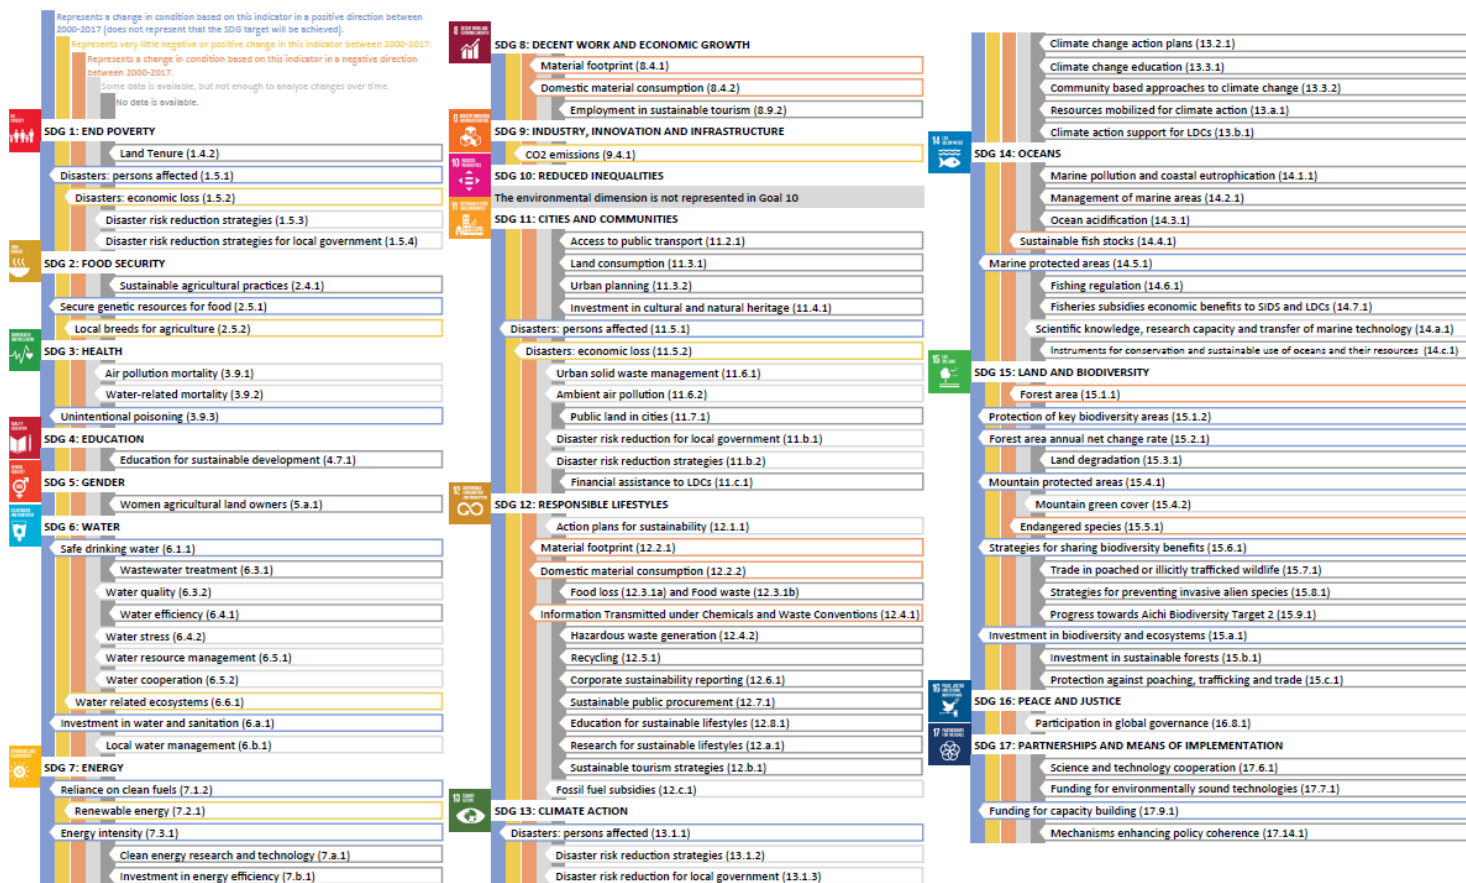 Represents a change in condition based on this indicator in a positive direction between
2000-2017 (does not represent that the SDG target will be achieved).
Represents very little negative or positive change in this indicator between 2000-2017.
Represents a change in condition based on this indicator in a negative direction
between 2000-2017.
Some data is available, but not enough to analyse changes over time.
No data is available.
SDG 1: END POVERTY
Land Tenure (1.4.2)
Disasters: persons affected (1.5.1)
Disasters: economic loss (1.5.2)
Disaster risk reduction strategies (1.5.3)
Disaster risk reduction strategies for local government (1.5.4)
SDG 2: FOOD SECURITY
Sustainable agricultural practices (2.4.1)
Secure genetic resources for food (2.5.1)
Local breeds for agriculture (2.5.2)
SDG 3: HEALTH
Air pollution mortality (3.9.1)
Water-related mortality (3.9.2)
Unintentional poisoning (3.9.3)
SDG 4: EDUCATION
Education for sustainable development (4.7.1)
SDG 5: GENDER
Women agricultural land owners (5.a.1)
SDG 6: WATER
Safe drinking water (6.1.1)
Wastewater treatment (6.3.1)
Water quality (6.3.2)
Water efficiency (6.4.1)
Water stress (6.4.2)
Water resource management (6.5.1)
Water cooperation (6.5.2)
Water related ecosystems (6.6.1)
Investment in water and sanitation (6.a.1)
Local water management (6.b.1)
SDG 7: ENERGY
Reliance on clean fuels (7.1.2)
Renewable energy (7.2.1)
Energy intensity (7.3.1)
Clean energy research and technology (7.a.1)
Investment in energy efficiency (7.b.1)
8
SDG 8: DECENT WORK AND ECONOMIC GROWTH
Material footprint (8.4.1)
Domestic material consumption (8.4.2)
Employment in sustainable tourism (8.9.2)
9
SDG 9: INDUSTRY, INNOVATION AND INFRASTRUCTURE
CO2 emissions (9.4.1)
10
SDG 10: REDUCED INEQUALITIES
The environmental dimension is not represented in Goal 10
11
SDG 11: CITIES AND COMMUNITIES
Access to public transport (11.2.1)
Land consumption (11.3.1)
Urban planning (11.3.2)
Investment in cultural and natural heritage (11.4.1)
Disasters: persons affected (11.5.1)
Disasters: economic loss (11.5.2)
Urban solid waste management (11.6.1)
Ambient air pollution (11.6.2)
Public land in cities (11.7.1)
Disaster risk reduction for local government (11.b.1)
Disaster risk reduction strategies (11.b.2)
Financial assistance to LDCs (11.c.1)
12
SDG 12: RESPONSIBLE LIFESTYLES
Action plans for sustainability (12.1.1)
Material footprint (12.2.1)
Domestic material consumption (12.2.2)
Food loss (12.3.1a) and Food waste (12.3.1b)
Information Transmitted under Chemicals and Waste Conventions (12.4.1)
Hazardous waste generation (12.4.2)
Recycling (12.5.1)
Corporate sustainability reporting (12.6.1)
Sustainable public procurement (12.7.1)
Education for sustainable lifestyles (12.8.1)
Research for sustainable lifestyles (12.a.1)
Sustainable tourism strategies (12.b.1)
Fossil fuel subsidies (12.c.1)
13
SDG 13: CLIMATE ACTION
Disasters: persons affected (13.1.1)
Disaster risk reduction strategies (13.1.2)
Disaster risk reduction for local government (13.1.3)
Climate change action plans (13.2.1)
Climate change education (13.3.1)
Community based approaches to climate change (13.3.2)
Resources mobilized for climate action (13.a.1)
Climate action support for LDCs (13.b.1)
14
SDG 14: OCEANS
Marine pollution and coastal eutrophication (14.1.1)
Management of marine areas (14.2.1)
Ocean acidification (14.3.1)
Sustainable fish stocks (14.4.1)
Marine protected areas (14.5.1)
Fishing regulation (14.6.1)
Fisheries subsidies economic benefits to SIDS and LDCs (14.7.1)
Scientific knowledge, research capacity and transfer of marine technology (14.a.1)
Instruments for conservation and sustainable use of oceans and their resources (14.c.1)
15
SDG 15: LAND AND BIODIVERSITY
Forest area (15.1.1)
Protection of key biodiversity areas (15.1.2)
Forest area annual net change rate (15.2.1)
Land degradation (15.3.1)
Mountain protected areas (15.4.1)
Mountain green cover (15.4.2)
Endangered species (15.5.1)
Strategies for sharing biodiversity benefits (15.6.1)
Trade in poached or illicitly trafficked wildlife (15.7.1)
Strategies for preventing invasive alien species (15.8.1)
Progress towards Aichi Biodiversity Target 2 (15.9.1)
Investment in biodiversity and ecosystems (15.a.1)
Investment in sustainable forests (15.b.1)
Protection against poaching, trafficking and trade (15.c.1)
16
SDG 16: PEACE AND JUSTICE
Participation in global governance (16.8.1)
17
SDG 17: PARTNERSHIPS AND MEANS OF IMPLEMENTATION
Science and technology cooperation (17.6.1)
Funding for environmentally sound technologies (17.7.1)
Funding for capacity building (17.9.1)
Mechanisms enhancing policy coherence (17.14.1)